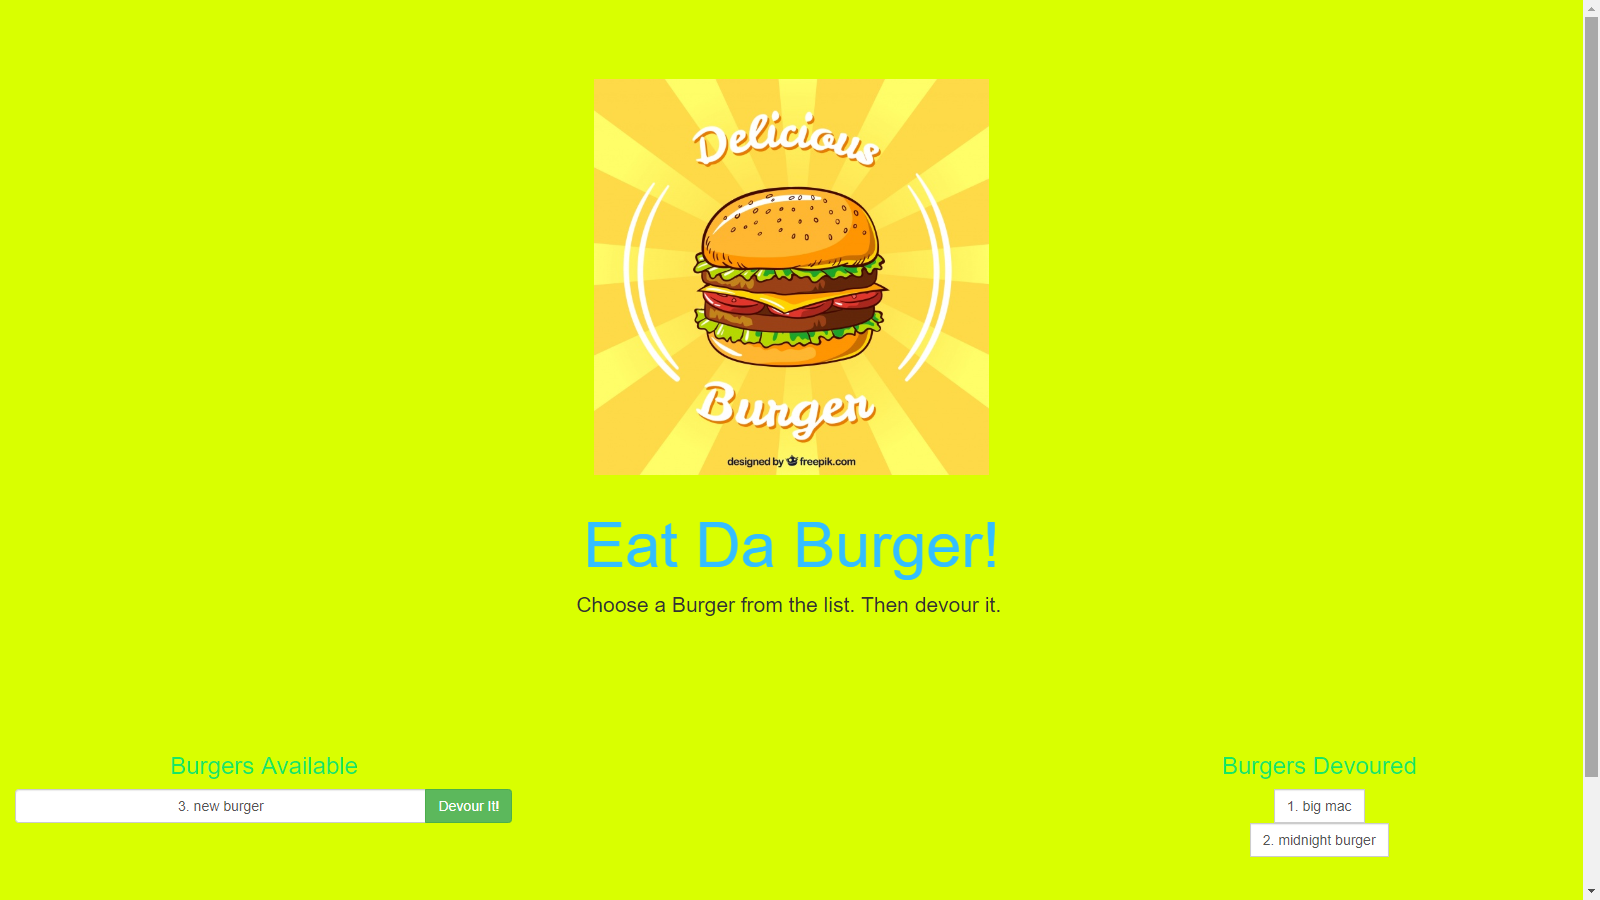 Delicious
Burger
designed by freepik.com
Eat Da Burger!
Choose a Burger from the list. Then devour it.
Burgers Available
3. new burger
Devour It!
Burgers Devoured
1. big mac
2. midnight burger